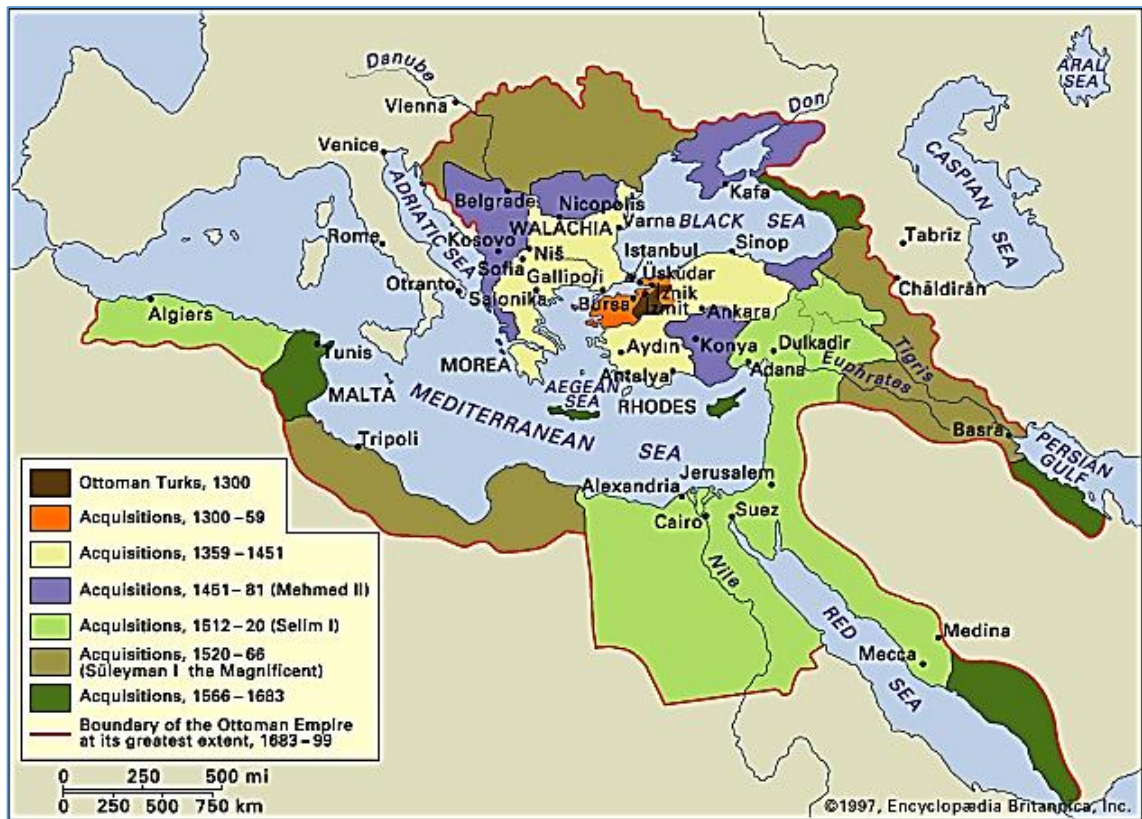 Danube
Vienna
Don
ARAL
SEA
Venice
ADRIATIC SEA
Belgrade
Nicopolis
Kafa
CASPIAN
SEA
WALACHIA
Varna
BLACK SEA
Rome
Kosovo
Niš
Istanbul
Sinop
Tabrīz
Otranto
Sofia
Gallipoli
Üsküdar
Chāldirān
Salonika
Bursa
İznik
İzmit
Ankara
Algiers
Aydın
Konya
Dulkadir
Tigris
Tunis
MOREA
Antalya
Adana
Euphrates
MALTA
AEGEAN
SEA
RHODES
MEDITERRANEAN
SEA
Tripoli
Basra
PERSIAN
GULF
Jerusalem
Alexandria
Cairo
Suez
Nile
RED
SEA
Medina
Mecca
Ottoman Turks, 1300
Acquisitions, 1300–59
Acquisitions, 1359–1451
Acquisitions, 1451–81 (Mehmed II)
Acquisitions, 1512–20 (Selim I)
Acquisitions, 1520–66
(Süleyman I the Magnificent)
Acquisitions, 1566–1683
Boundary of the Ottoman Empire
at its greatest extent, 1683–99
0 250 500 mi
0 250 500 750 km
©1997, Encyclopædia Britannica, Inc.